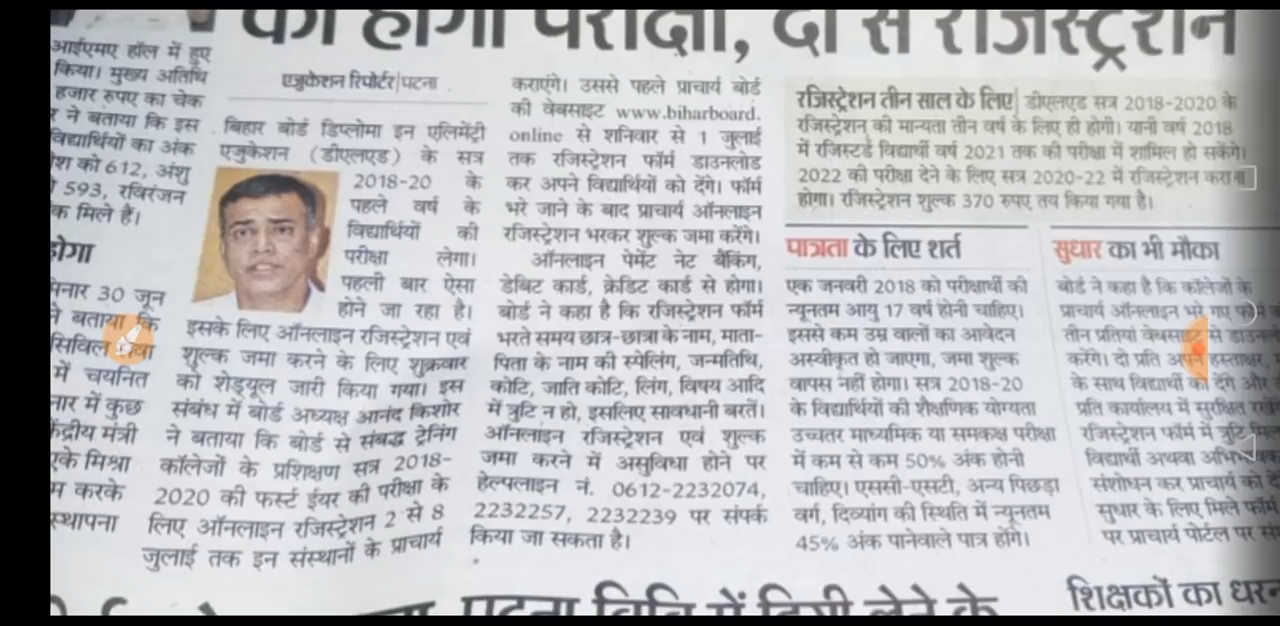 परीक्षा, दो से रजिस्ट्रेशन
आईएमए हॉल में हुए
किया। मुख्य अतिथि
हजार रुपए का चेक
ने बताया कि इस
विद्यार्थियों का अंक
को 612, अंशु
593, रविरंजन
मिले हैं।
होगा
30 जून
ने बताया कि
सिविल
में चयनित
में कुछ
केंद्रीय मंत्री
मिश्रा
करके
स्थापना
एजुकेशन रिपोर्टर|पटना
बिहार बोर्ड डिप्लोमा इन एलिमेंट्री
एजुकेशन (डीएलएड) के सत्र
2018-20 के
पहले वर्ष के
विद्यार्थियों की
परीक्षा लेगा।
पहली बार ऐसा
होने जा रहा है।
इसके लिए ऑनलाइन रजिस्ट्रेशन एवं
शुल्क जमा करने के लिए शुक्रवार
को शेड्यूल जारी किया गया। इस
संबंध में बोर्ड अध्यक्ष आनंद किशोर
ने बताया कि बोर्ड से संबद्ध ट्रेनिंग
कॉलेजों के प्रशिक्षण सत्र 2018-
2020 की फर्स्ट ईयर की परीक्षा के
लिए ऑनलाइन रजिस्ट्रेशन 2 से 8
जुलाई तक इन संस्थानों के प्राचार्य
कराएंगे। उससे पहले प्राचार्य बोर्ड
की वेबसाइट www.biharboard.
online से शनिवार से 1 जुलाई
तक रजिस्ट्रेशन फॉर्म डाउनलोड
कर अपने विद्यार्थियों को देंगे। फॉर्म
भरे जाने के बाद प्राचार्य ऑनलाइन
रजिस्ट्रेशन भरकर शुल्क जमा करेंगे।
ऑनलाइन पेमेंट नेट बैंकिंग,
डेबिट कार्ड, क्रेडिट कार्ड से होगा।
बोर्ड ने कहा है कि रजिस्ट्रेशन फॉर्म
भरते समय छात्र-छात्रा के नाम, माता-
पिता के नाम की स्पेलिंग, जन्मतिथि,
कोटि, जाति कोटि, लिंग, विषय आदि
में त्रुटि न हो, इसलिए सावधानी बरतें।
ऑनलाइन रजिस्ट्रेशन एवं शुल्क
जमा करने में असुविधा होने पर
हेल्पलाइन नं. 0612-2232074,
2232257, 2232239 पर संपर्क
किया जा सकता है।
रजिस्ट्रेशन तीन साल के लिए| डीएलएड सत्र 2018-2020 के
रजिस्ट्रेशन की मान्यता तीन वर्ष के लिए ही होगी। यानी वर्ष 2018
में रजिस्टर्ड विद्यार्थी वर्ष 2021 तक की परीक्षा में शामिल हो सकेंगे।
2022 की परीक्षा देने के लिए सत्र 2020-22 में रजिस्ट्रेशन कराना
होगा। रजिस्ट्रेशन शुल्क 370 रुपए तय किया गया है।
पात्रता के लिए शर्त
एक जनवरी 2018 को परीक्षार्थी की
न्यूनतम आयु 17 वर्ष होनी चाहिए।
इससे कम उम्र वालों का आवेदन
अस्वीकृत हो जाएगा, जमा शुल्क
वापस नहीं होगा। सत्र 2018-20
के विद्यार्थियों की शैक्षणिक योग्यता
उच्चतर माध्यमिक या समकक्ष परीक्षा
में कम से कम 50% अंक होनी
चाहिए। एससी-एसटी, अन्य पिछड़ा
वर्ग, दिव्यांग की स्थिति में न्यूनतम
45% अंक पानेवाले पात्र होंगे।
सुधार का भी मौका
बोर्ड ने कहा है कि कॉलेजों के
प्राचार्य ऑनलाइन भरे गए फॉर्म
तीन प्रतियां वेबसाइट से
करेंगे। दो प्रति अपने हस्ताक्षर,
के साथ विद्यार्थी को देंगे और
प्रति कार्यालय में सुरक्षित
रजिस्ट्रेशन फॉर्म में त्रुटि
विद्यार्थी अथवा
संशोधन कर प्राचार्य को
सुधार के लिए मिले फॉर्म
पर प्राचार्य पोर्टल पर
शिक्षकों का
पटना विवि में डिग्री लेने के